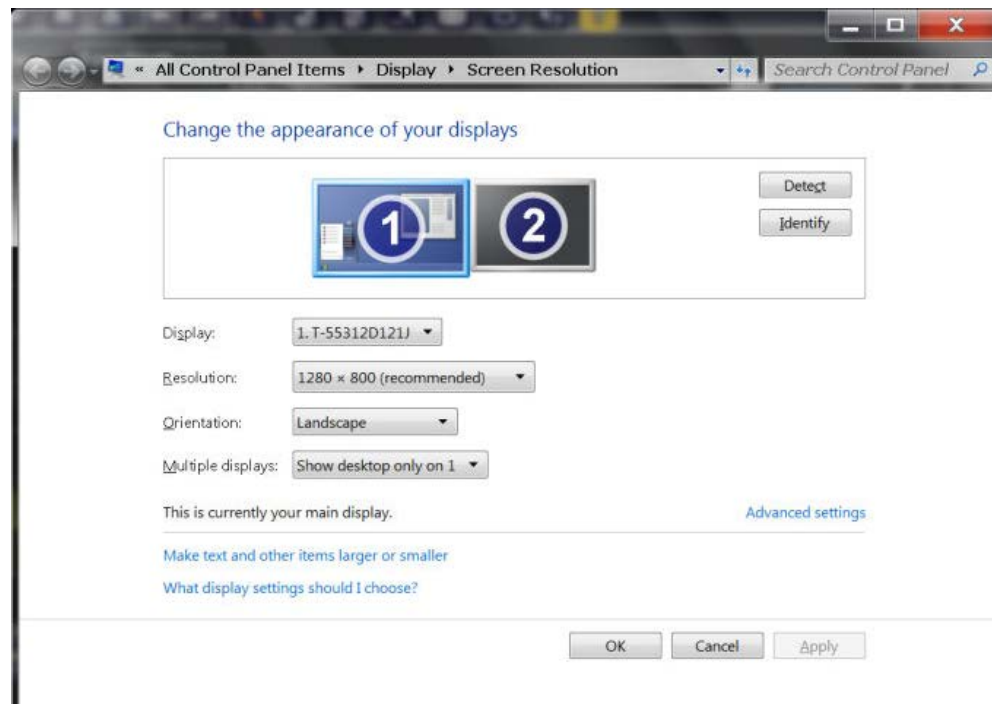 « All Control Panel Items ▸ Display ▸ Screen Resolution Search Control Panel
Change the appearance of your displays
1 2
Detect
Identify
Display: 1. T-55312D121J
Resolution: 1280 × 800 (recommended)
Orientation: Landscape
Multiple displays: Show desktop only on 1
This is currently your main display. Advanced settings
Make text and other items larger or smaller
What display settings should I choose?
OK Cancel Apply